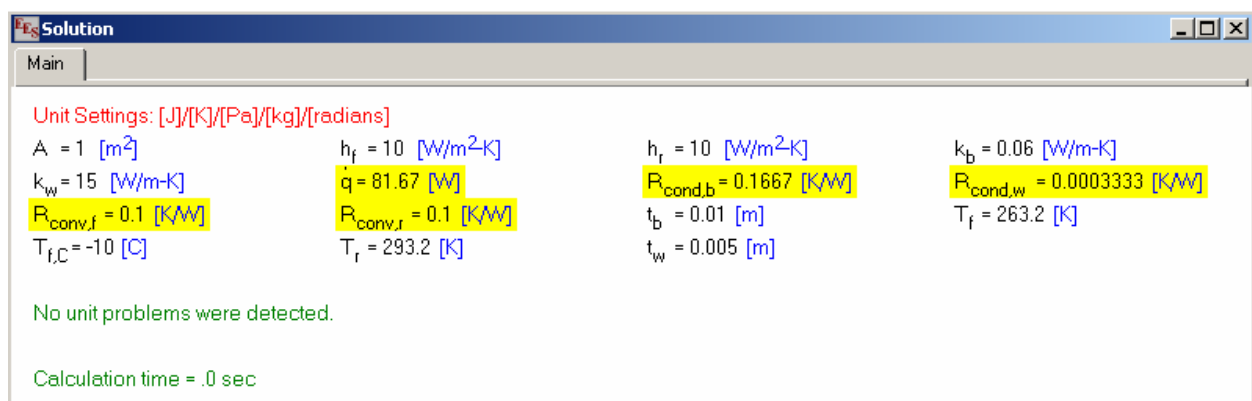 EES Solution
Main
Unit Settings: [J]/[K]/[Pa]/[kg]/[radians]
A = 1 [m²] h_f = 10 [W/m²-K] h_r = 10 [W/m²-K] k_b = 0.06 [W/m-K]
k_w = 15 [W/m-K] q̇ = 81.67 [W] R_cond,b = 0.1667 [K/W] R_cond,w = 0.0003333 [K/W]
R_conv,f = 0.1 [K/W] R_conv,r = 0.1 [K/W] t_b = 0.01 [m] T_f = 263.2 [K]
T_f,C = -10 [C] T_r = 293.2 [K] t_w = 0.005 [m]
No unit problems were detected.
Calculation time = .0 sec